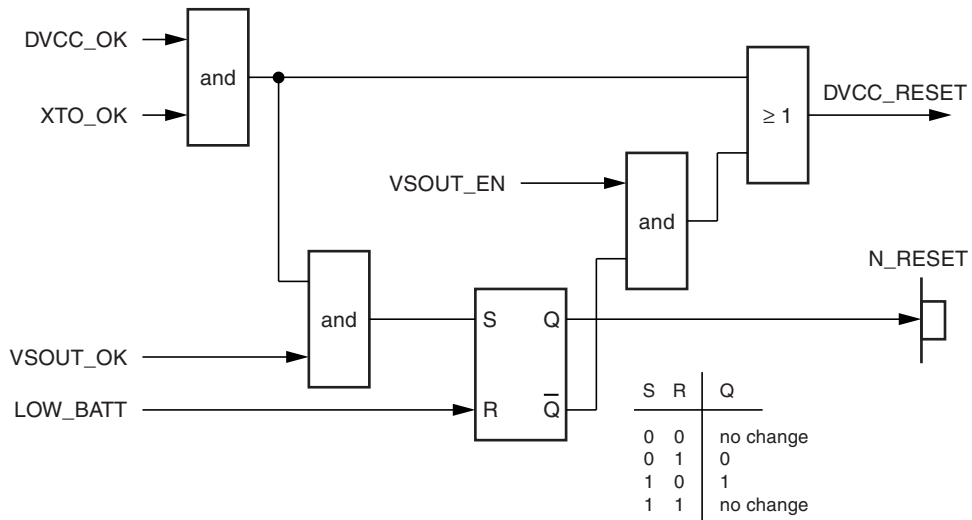 DVCC_OK
and
XTO_OK
≥ 1
DVCC_RESET
VSOUT_EN
and
N_RESET
and
S Q
VSOUT_OK
LOW_BATT
R Q̅
S R Q
0 0 no change
0 1 0
1 0 1
1 1 no change